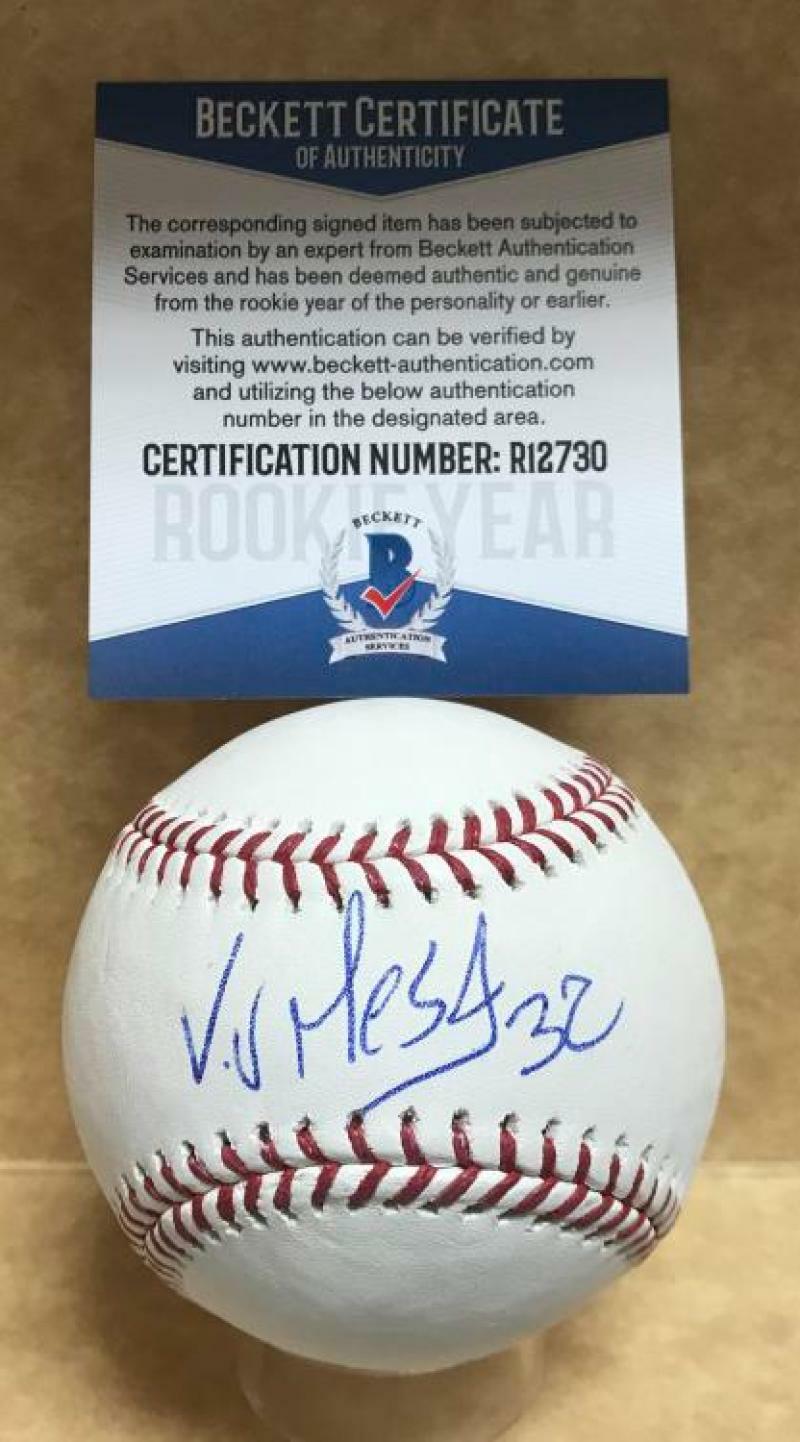 BECKETT CERTIFICATE
OF AUTHENTICITY
The corresponding signed item has been subjected to
examination by an expert from Beckett Authentication
Services and has been deemed authentic and genuine
from the rookie year of the personality or earlier.
This authentication can be verified by
visiting www.beckett-authentication.com
and utilizing the below authentication
number in the designated area.
CERTIFICATION NUMBER: R12730
ROOKIE YEAR
BECKETT
B
AUTHENTICATION
SERVICES
V.V Mesa 32